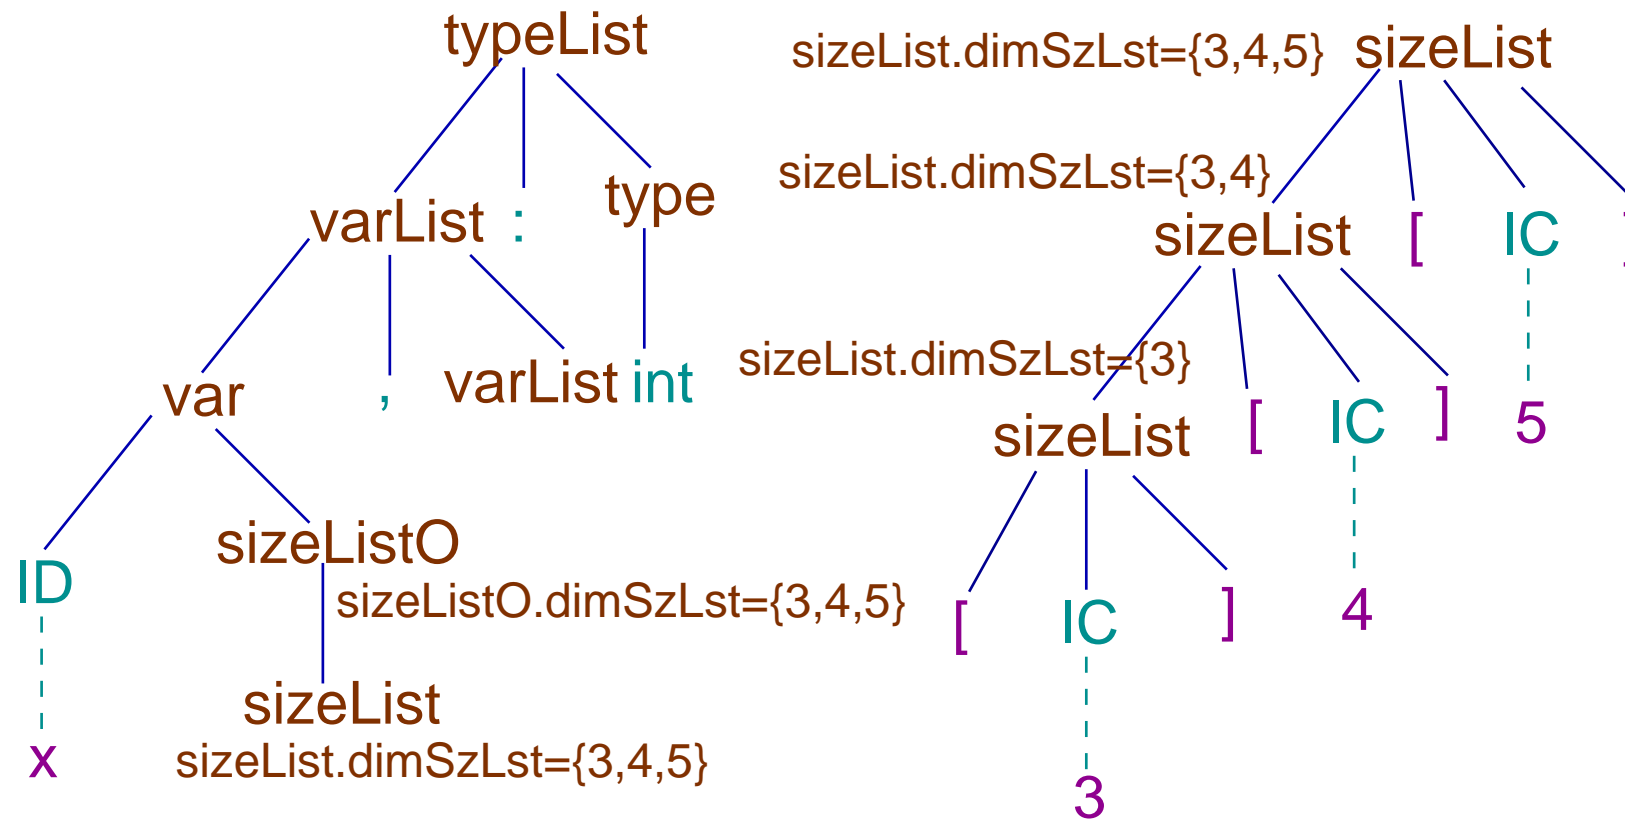 typeList
sizeList.dimSzLst={3,4,5} sizeList
sizeList.dimSzLst={3,4}
varList : type
sizeList [ IC ]
sizeList.dimSzLst={3}
var , varList int
sizeList [ IC ] 5
ID sizeListO
sizeListO.dimSzLst={3,4,5}
[ IC ] 4
sizeList
x sizeList.dimSzLst={3,4,5}
3